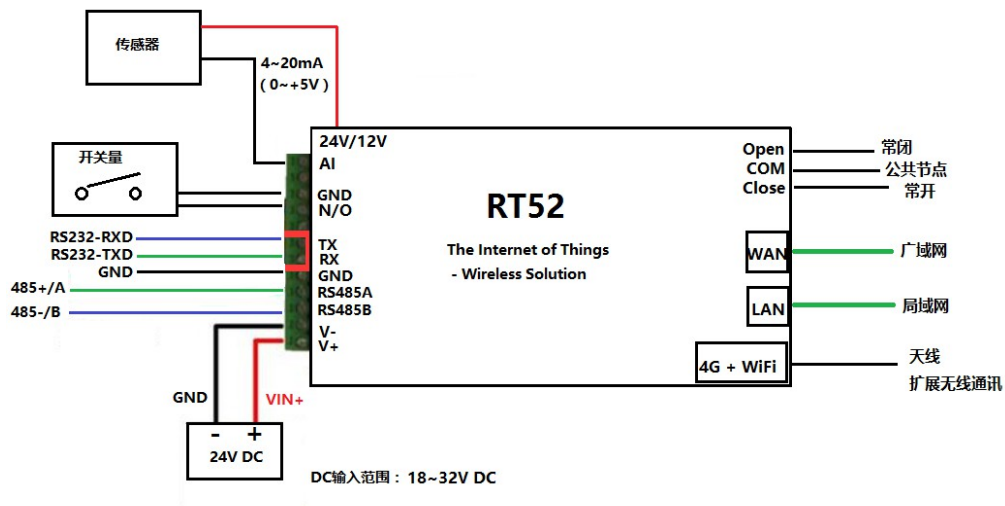 传感器
4~20mA
（0~+5V）
开关量
RS232-RXD
RS232-TXD
GND
485+/A
485-/B
24V/12V
AI
GND
N/O
TX
RX
GND
RS485A
RS485B
V-
V+
RT52
The Internet of Things
- Wireless Solution
Open
COM
Close
常闭
公共节点
常开
WAN
广域网
LAN
局域网
4G + WiFi
天线
扩展无线通讯
GND
VIN+
- +
24V DC
DC输入范围： 18~32V DC